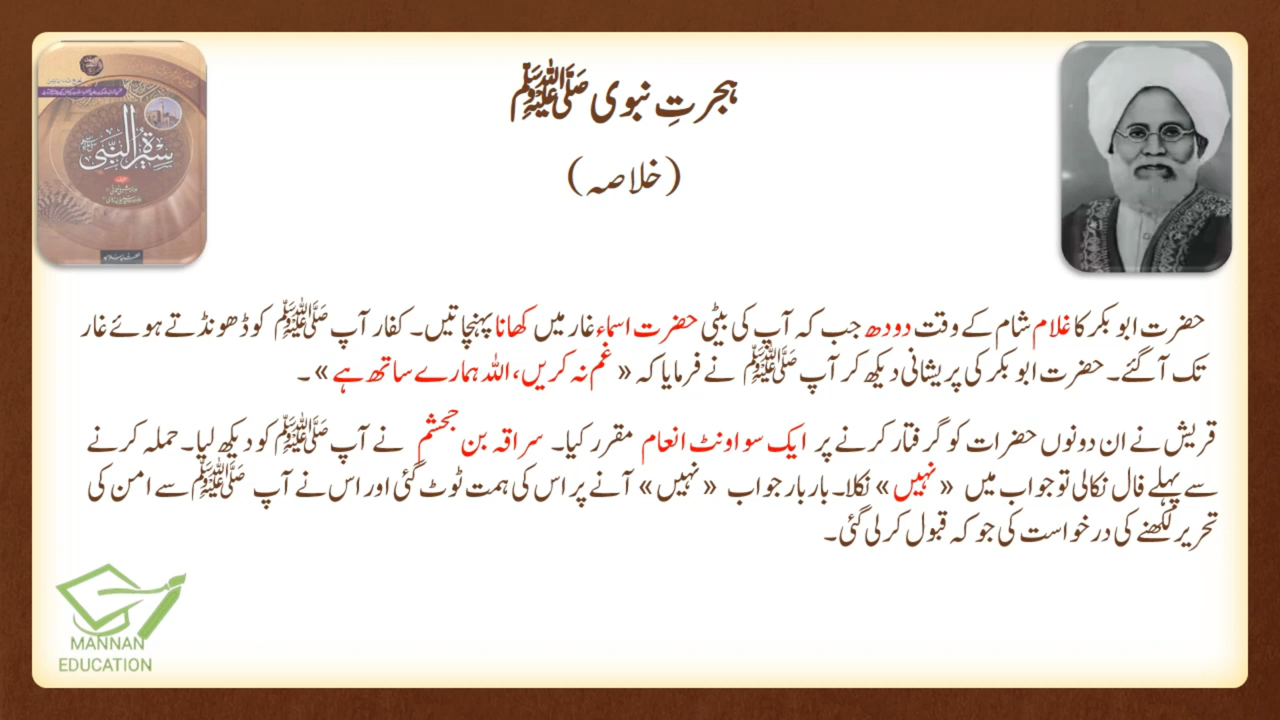 ہجرتِ نبوی ﷺ
(خلاصہ)
سیرۃ النبی ﷺ
حضرت ابو بکر کا غلام شام کے وقت دودھ جب کہ آپ کی بیٹی حضرت اسماء غار میں کھانا پہنچاتیں۔ کفار آپ ﷺ کو ڈھونڈتے ہوئے غار
تک آ گئے۔ حضرت ابو بکر کی پریشانی دیکھ کر آپ ﷺ نے فرمایا کہ « غم نہ کریں، اللہ ہمارے ساتھ ہے » ۔
قریش نے ان دونوں حضرات کو گرفتار کرنے پر ایک سو اونٹ انعام مقرر کیا۔ سراقہ بن جحشم نے آپ ﷺ کو دیکھ لیا۔ حملہ کرنے
سے پہلے فال نکالی تو جواب میں « نہیں » نکلا۔ بار بار جواب « نہیں » آنے پر اس کی ہمت ٹوٹ گئی اور اس نے آپ ﷺ سے امن کی
تحریر لکھنے کی درخواست کی جو کہ قبول کر لی گئی۔
MANNAN
EDUCATION